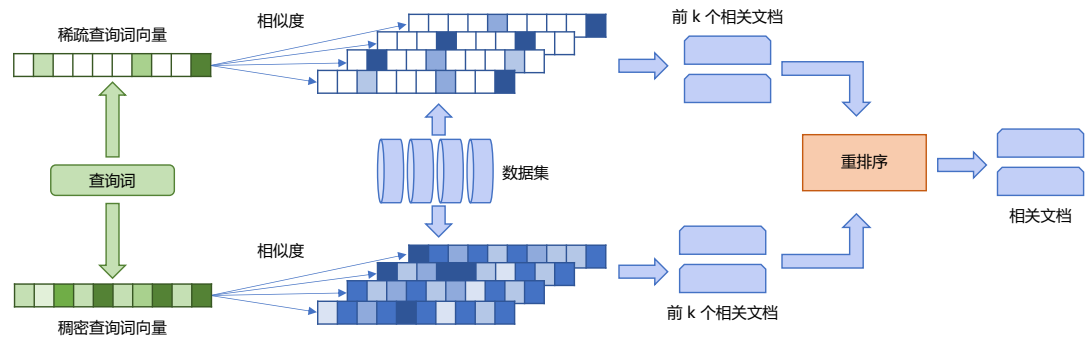 稀疏查询词向量
相似度
前 k 个相关文档
查询词
数据集
重排序
相关文档
相似度
稠密查询词向量
前 k 个相关文档